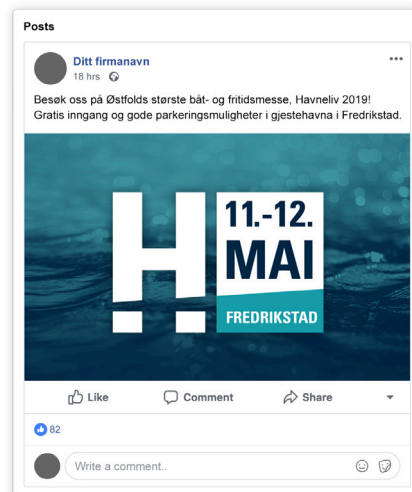 Posts
Ditt firmanavn
18 hrs
Besøk oss på Østfolds største båt- og fritidsmesse, Havneliv 2019!
Gratis inngang og gode parkeringsmuligheter i gjestehavna i Fredrikstad.
H
11.-12.
MAI
FREDRIKSTAD
Like
Comment
Share
82
Write a comment..